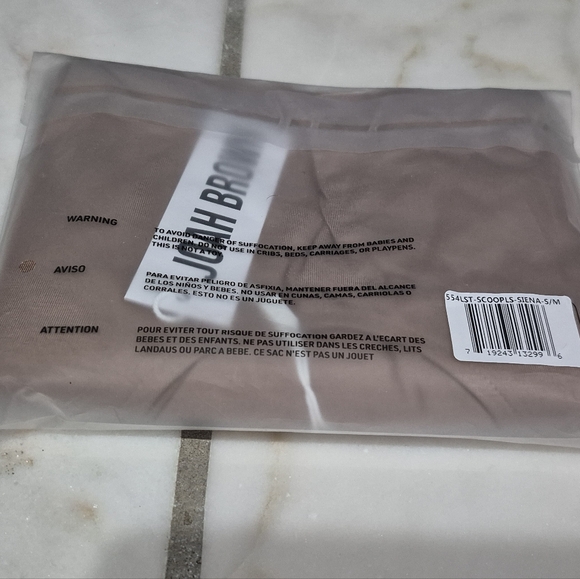 JONAH BROWN
WARNING
TO AVOID DANGER OF SUFFOCATION, KEEP AWAY FROM BABIES AND
CHILDREN. DO NOT USE IN CRIBS, BEDS, CARRIAGES, OR PLAYPENS.
THIS IS NOT A TOY.
AVISO
PARA EVITAR PELIGRO DE ASFIXIA, MANTENER FUERA DEL ALCANCE
DE LOS NIÑOS Y BEBES. NO USAR EN CUNAS, CAMAS, CARRIOLAS O
CORRALES. ESTO NO ES UN JUGUETE.
ATTENTION
POUR EVITER TOUT RISQUE DE SUFFOCATION GARDEZ A L'ECART DES
BEBES ET DES ENFANTS. NE PAS UTILISER DANS LES CRECHES, LITS
LANDAUS OU PARC A BEBE. CE SAC N'EST PAS UN JOUET
554LST-SCOOPLS-SIENA-S/M
7 19243 13299 6